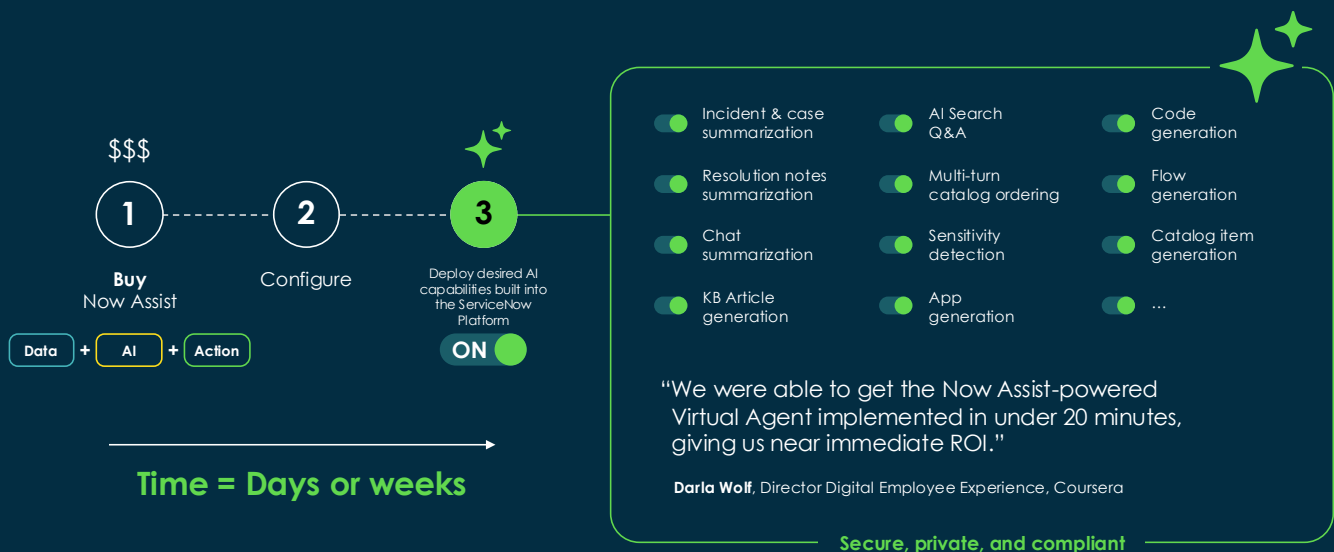 $$$
1
2
3
Buy
Now Assist
Configure
Deploy desired AI
capabilities built into
the ServiceNow
Platform
Data + AI + Action
ON
Time = Days or weeks
Incident & case
summarization
AI Search
Q&A
Code
generation
Resolution notes
summarization
Multi-turn
catalog ordering
Flow
generation
Chat
summarization
Sensitivity
detection
Catalog item
generation
KB Article
generation
App
generation
...
“We were able to get the Now Assist-powered
Virtual Agent implemented in under 20 minutes,
giving us near immediate ROI.”
Darla Wolf, Director Digital Employee Experience, Coursera
Secure, private, and compliant